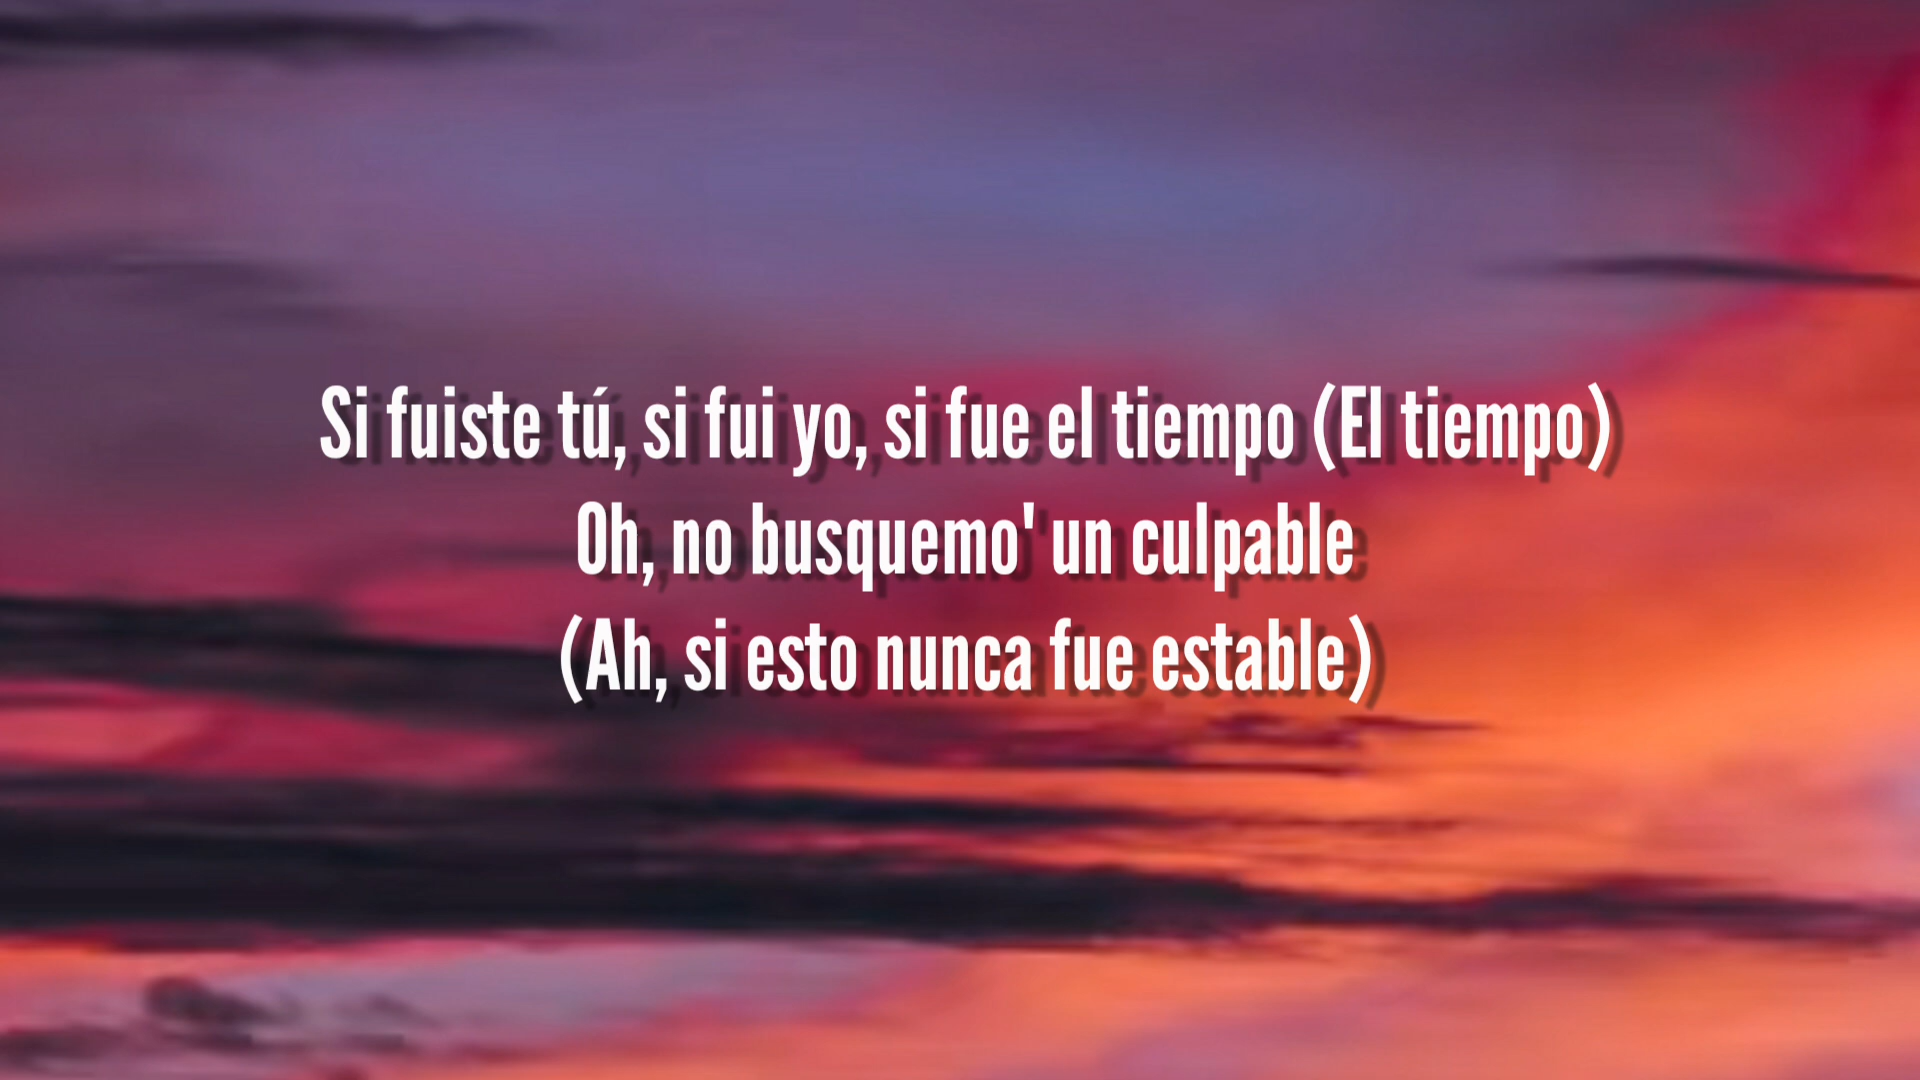 Si fuiste tú, si fui yo, si fue el tiempo (El tiempo)
Oh, no busquemo' un culpable
(Ah, si esto nunca fue estable)